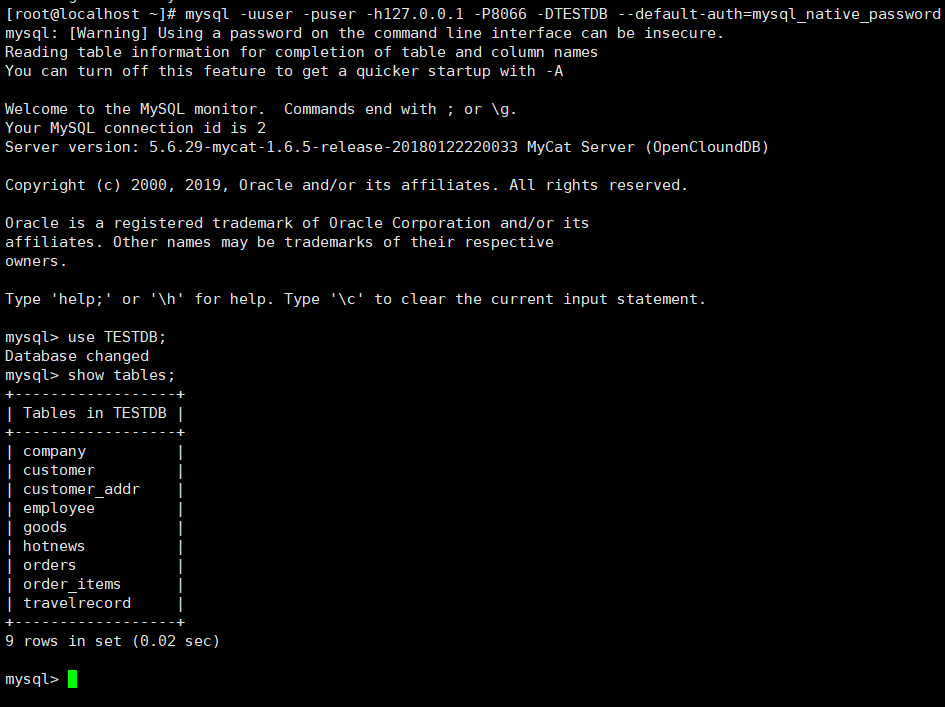 [root@localhost ~]# mysql -uuser -puser -h127.0.0.1 -P8066 -DTESTDB --default-auth=mysql_native_password
mysql: [Warning] Using a password on the command line interface can be insecure.
Reading table information for completion of table and column names
You can turn off this feature to get a quicker startup with -A

Welcome to the MySQL monitor.  Commands end with ; or \g.
Your MySQL connection id is 2
Server version: 5.6.29-mycat-1.6.5-release-20180122220033 MyCat Server (OpenCloundDB)

Copyright (c) 2000, 2019, Oracle and/or its affiliates. All rights reserved.

Oracle is a registered trademark of Oracle Corporation and/or its
affiliates. Other names may be trademarks of their respective
owners.

Type 'help;' or '\h' for help. Type '\c' to clear the current input statement.

mysql> use TESTDB;
Database changed
mysql> show tables;
+------------------+
| Tables in TESTDB |
+------------------+
| company          |
| customer         |
| customer_addr    |
| employee         |
| goods            |
| hotnews          |
| orders           |
| order_items      |
| travelrecord     |
+------------------+
9 rows in set (0.02 sec)

mysql>